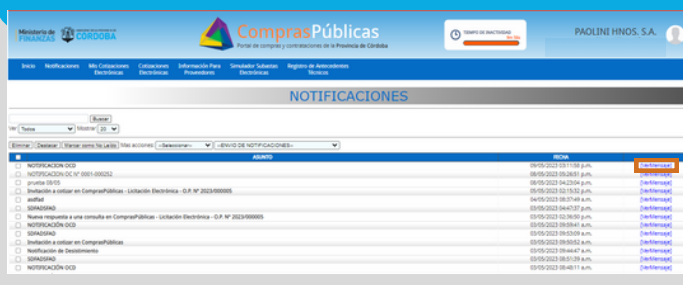 Ministerio de
FINANZAS
CÓRDOBA
ComprasPúblicas
Portal de compras y contrataciones de la Provincia de Córdoba
TIEMPO DE INACTIVIDAD
PAOLINI HNOS. S.A.
Inicio Notificaciones Mis Cotizaciones Electrónicas Cotizaciones Electrónicas Información Para Proveedores Simulador Subastas Electrónicas Registro de Antecedentes Técnicos
NOTIFICACIONES
Buscar
Ver Todos Mostrar 20
Eliminar Destacar Marcar como No Leído Más acciones --Seleccionar-- --ENVIO DE NOTIFICACIONES--
ASUNTO FECHA
NOTIFICACION OCD 09/05/2023 03:11:58 p.m. [VerMensaje]
NOTIFICACION OC N° 0001-000252 08/05/2023 05:26:51 p.m. [VerMensaje]
prueba 08/05 08/05/2023 04:23:04 p.m. [VerMensaje]
Invitación a cotizar en ComprasPúblicas - Licitación Electrónica - O.P. N° 2023/000005 05/05/2023 02:15:32 p.m. [VerMensaje]
asdfad 04/05/2023 08:37:49 a.m. [VerMensaje]
SDFADSFAD 03/05/2023 04:47:37 p.m. [VerMensaje]
Nueva respuesta a una consulta en ComprasPúblicas - Licitación Electrónica - O.P. N° 2023/000005 03/05/2023 02:36:50 p.m. [VerMensaje]
NOTIFICACIÓN OCD 03/05/2023 09:59:41 a.m. [VerMensaje]
SDFADSFAD 03/05/2023 09:53:09 a.m. [VerMensaje]
Invitación a cotizar en ComprasPúblicas 03/05/2023 09:50:52 a.m. [VerMensaje]
Notificación de Desistimiento 03/05/2023 09:44:47 a.m. [VerMensaje]
SDFADSFAD 03/05/2023 08:51:39 a.m. [VerMensaje]
NOTIFICACIÓN OCD 03/05/2023 08:48:11 a.m. [VerMensaje]